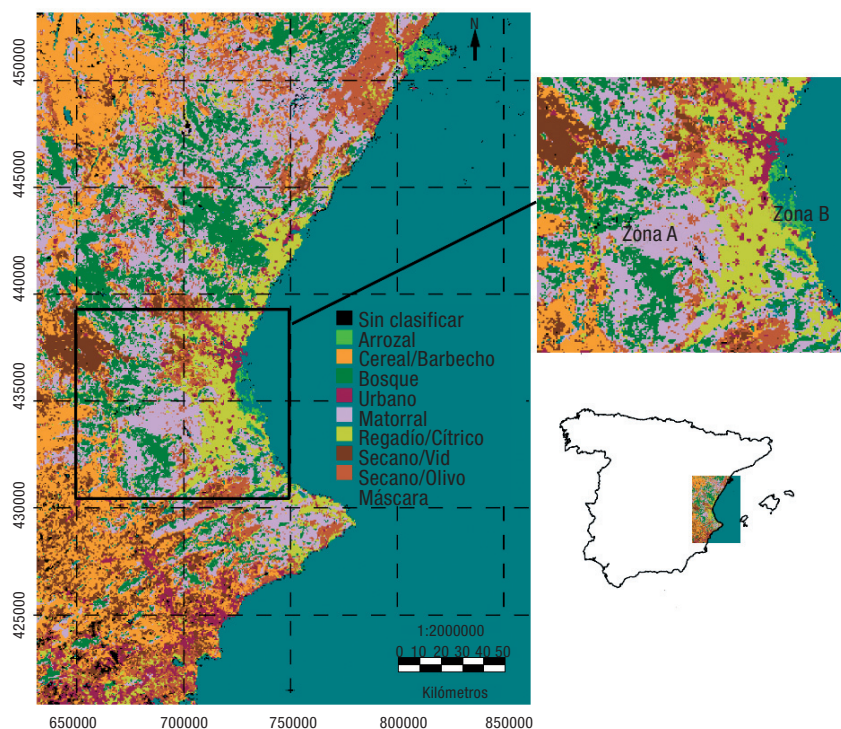 N
450000
445000
440000
435000
430000
425000
Sin clasificar
Arrozal
Cereal/Barbecho
Bosque
Urbano
Matorral
Regadío/Cítrico
Secano/Vid
Secano/Olivo
Máscara
1:2000000
0 10 20 30 40 50
Kilómetros
650000 700000 750000 800000 850000
Zona A
Zona B